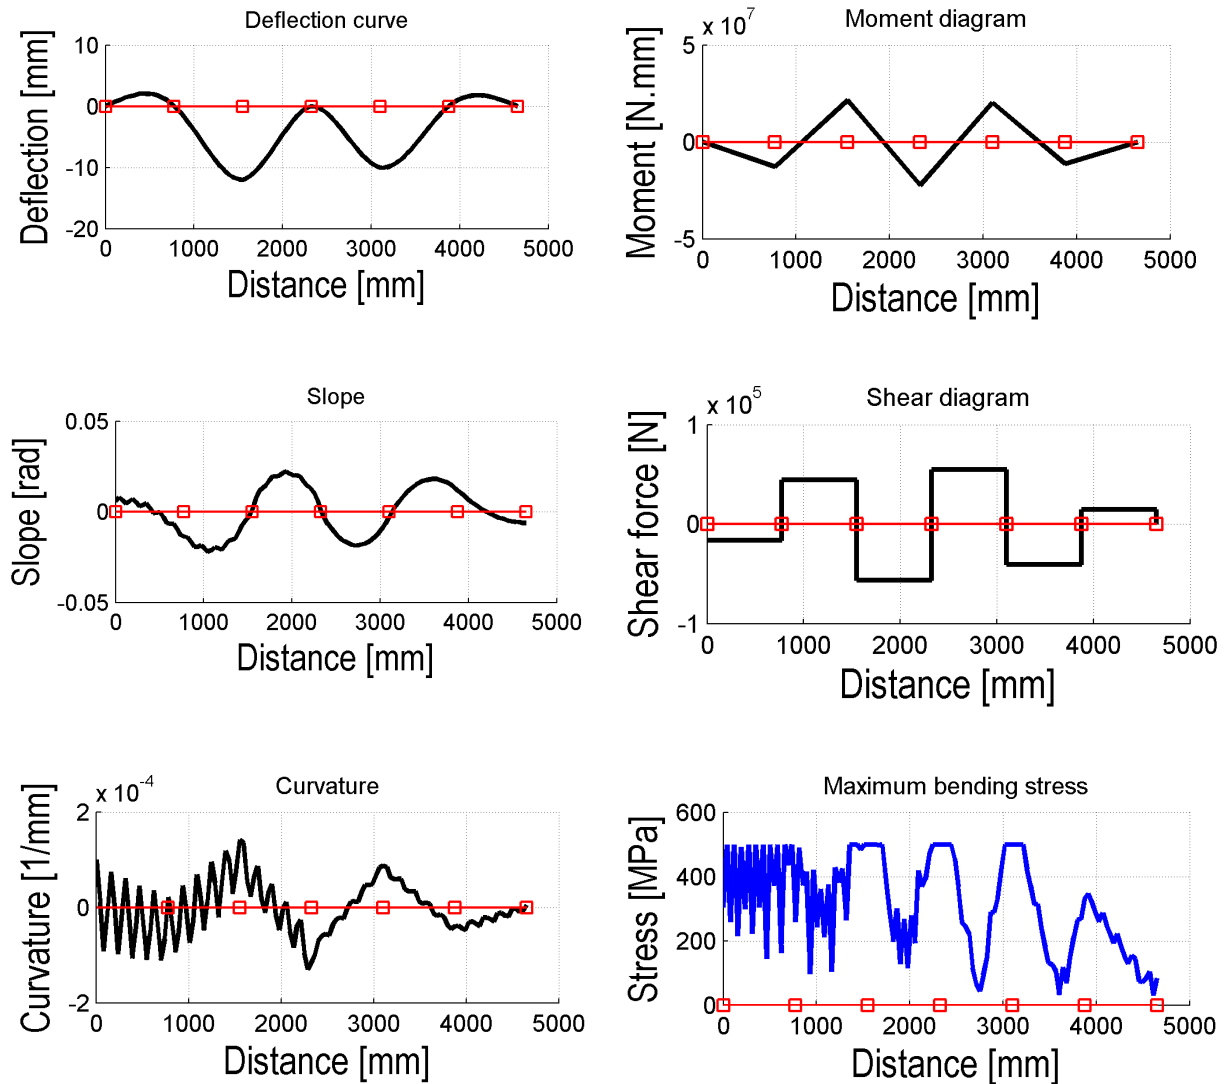 Deflection curve
Deflection [mm]
10
0
-10
-20
0 1000 2000 3000 4000 5000
Distance [mm]
Moment diagram
x 10^7
Moment [N.mm]
5
0
-5
0 1000 2000 3000 4000 5000
Distance [mm]
Slope
Slope [rad]
0.05
0
-0.05
0 1000 2000 3000 4000 5000
Distance [mm]
Shear diagram
x 10^5
Shear force [N]
1
0
-1
0 1000 2000 3000 4000 5000
Distance [mm]
Curvature
x 10^-4
Curvature [1/mm]
2
0
-2
0 1000 2000 3000 4000 5000
Distance [mm]
Maximum bending stress
Stress [MPa]
600
400
200
0
0 1000 2000 3000 4000 5000
Distance [mm]